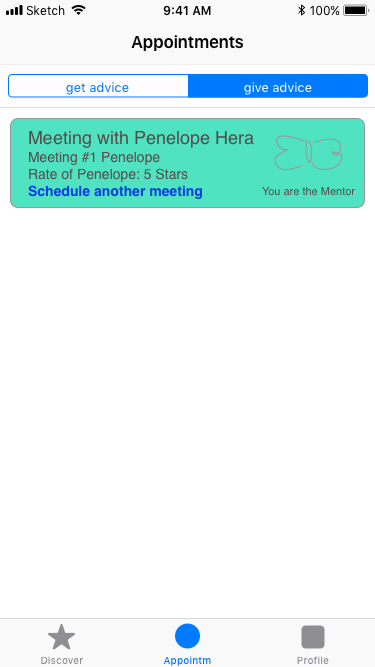 Sketch 9:41 AM 100%
Appointments
get advice give advice
Meeting with Penelope Hera
Meeting #1 Penelope
Rate of Penelope: 5 Stars
Schedule another meeting
You are the Mentor
Discover Appointm Profile